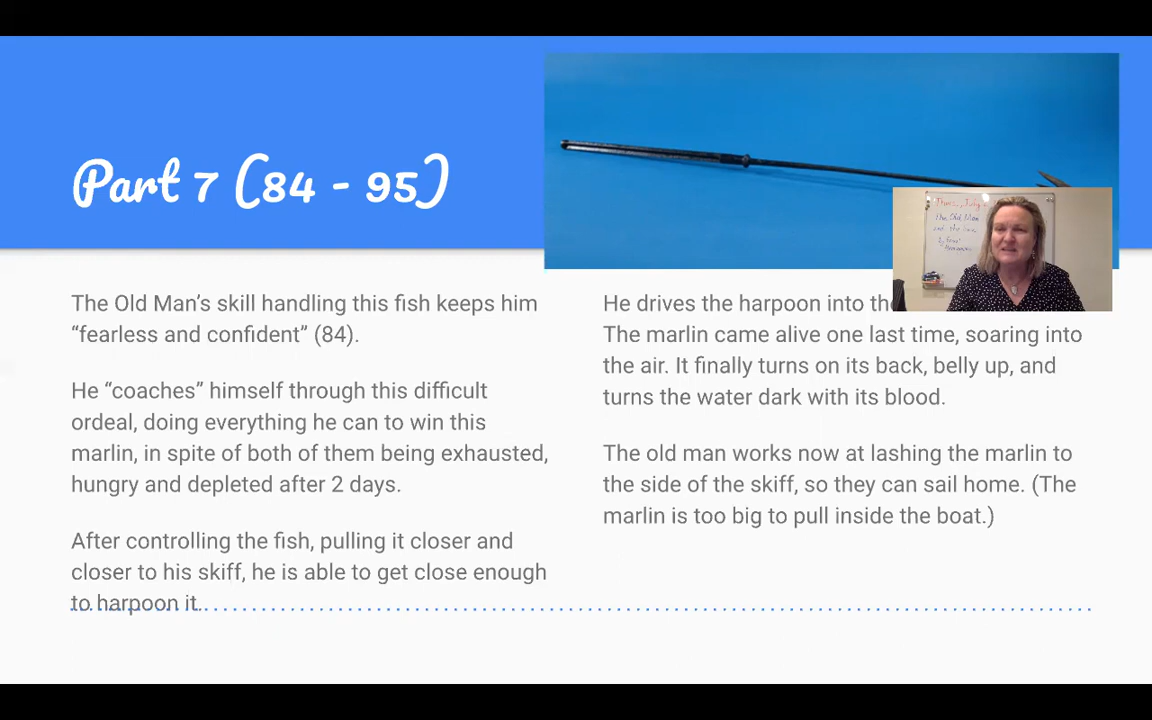 Part 7 (84 - 95)
The Old Man’s skill handling this fish keeps him
“fearless and confident” (84).
He “coaches” himself through this difficult
ordeal, doing everything he can to win this
marlin, in spite of both of them being exhausted,
hungry and depleted after 2 days.
After controlling the fish, pulling it closer and
closer to his skiff, he is able to get close enough
to harpoon it.
He drives the harpoon into the
The marlin came alive one last time, soaring into
the air. It finally turns on its back, belly up, and
turns the water dark with its blood.
The old man works now at lashing the marlin to
the side of the skiff, so they can sail home. (The
marlin is too big to pull inside the boat.)
The Old Man
and the